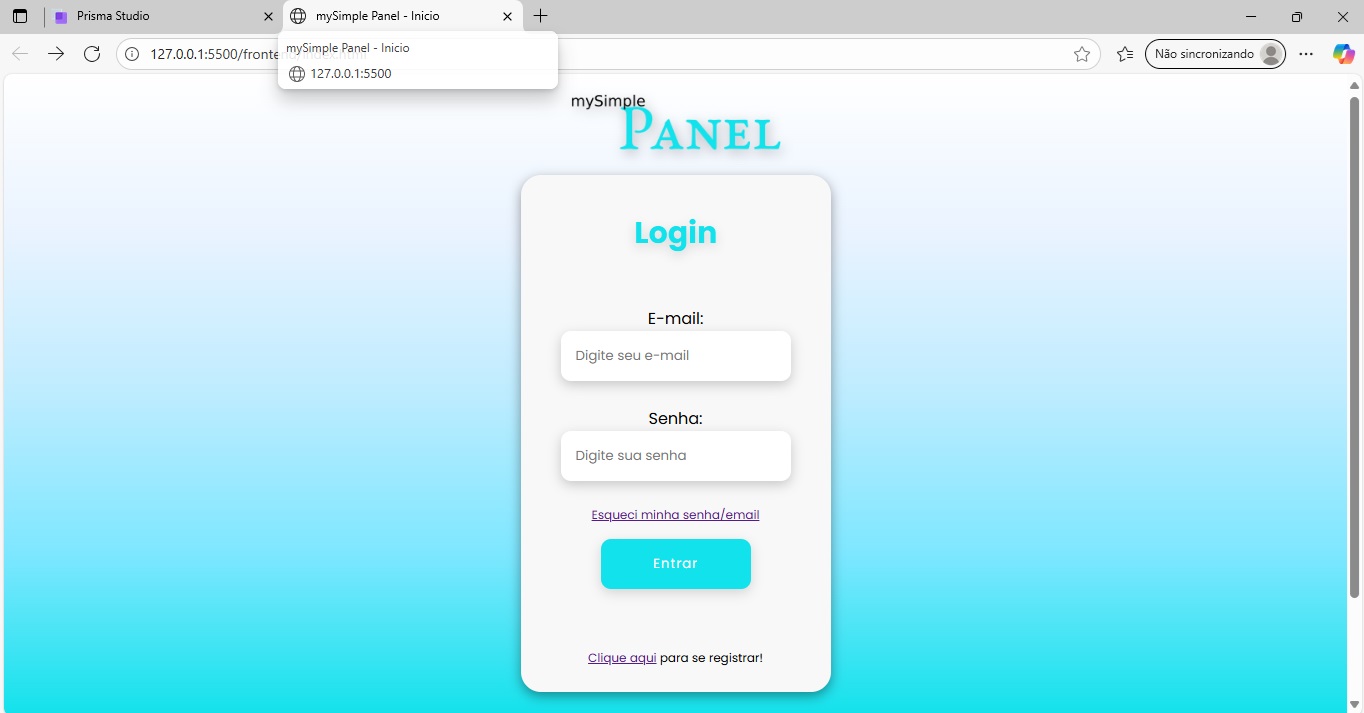 Prisma Studio
mySimple Panel - Inicio
127.0.0.1:5500/fronte
Não sincronizando
mySimple Panel - Inicio
127.0.0.1:5500
mySimple
PANEL
Login
E-mail:
Digite seu e-mail
Senha:
Digite sua senha
Esqueci minha senha/email
Entrar
Clique aqui para se registrar!